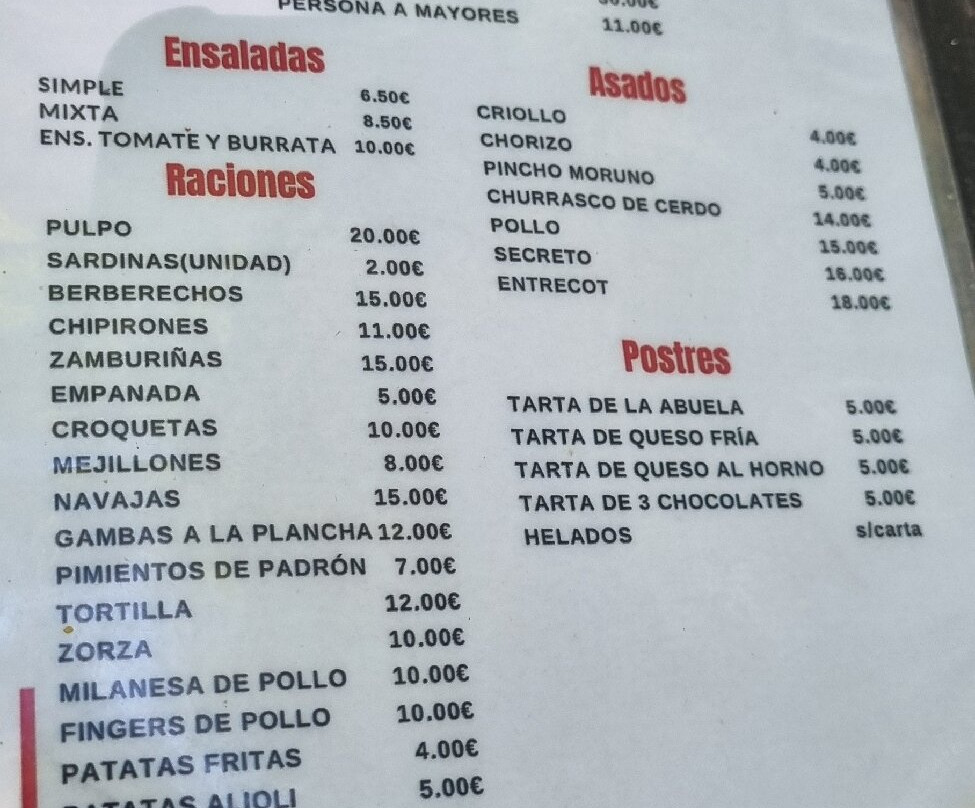 PERSONA A MAYORES 11.00€
Ensaladas
SIMPLE 6.50€
MIXTA 8.50€
ENS. TOMATE Y BURRATA 10.00€
Raciones
PULPO 20.00€
SARDINAS(UNIDAD) 2.00€
BERBERECHOS 15.00€
CHIPIRONES 11.00€
ZAMBURIÑAS 15.00€
EMPANADA 5.00€
CROQUETAS 10.00€
MEJILLONES 8.00€
NAVAJAS 15.00€
GAMBAS A LA PLANCHA 12.00€
PIMIENTOS DE PADRÓN 7.00€
TORTILLA 12.00€
ZORZA 10.00€
MILANESA DE POLLO 10.00€
FINGERS DE POLLO 10.00€
PATATAS FRITAS 4.00€
PATATAS ALIOLI 5.00€
Asados
CRIOLLO 4.00€
CHORIZO 4.00€
PINCHO MORUNO 5.00€
CHURRASCO DE CERDO 14.00€
POLLO 15.00€
SECRETO 16.00€
ENTRECOT 18.00€
Postres
TARTA DE LA ABUELA 5.00€
TARTA DE QUESO FRÍA 5.00€
TARTA DE QUESO AL HORNO 5.00€
TARTA DE 3 CHOCOLATES 5.00€
HELADOS s/carta